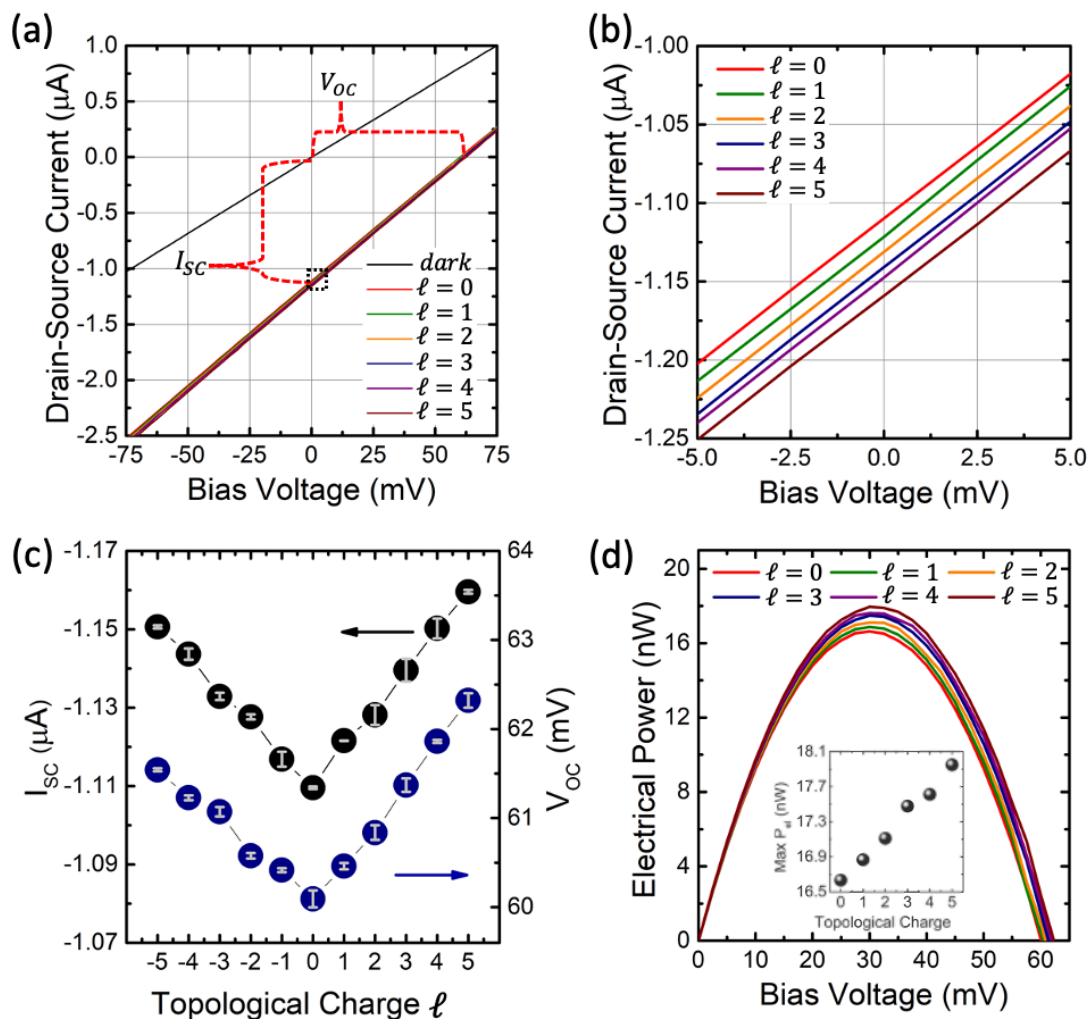 (a)
Drain-Source Current (μA)
1.0
0.5
0.0
-0.5
-1.0
-1.5
-2.0
-2.5
V_OC
I_SC
dark
ℓ = 0
ℓ = 1
ℓ = 2
ℓ = 3
ℓ = 4
ℓ = 5
-75 -50 -25 0 25 50 75
Bias Voltage (mV)
(b)
Drain-Source Current (μA)
-1.00
-1.05
-1.10
-1.15
-1.20
-1.25
ℓ = 0
ℓ = 1
ℓ = 2
ℓ = 3
ℓ = 4
ℓ = 5
-5.0 -2.5 0.0 2.5 5.0
Bias Voltage (mV)
(c)
I_SC (μA)
-1.17
-1.15
-1.13
-1.11
-1.09
-1.07
64
63
62
61
60
V_OC (mV)
-5 -4 -3 -2 -1 0 1 2 3 4 5
Topological Charge ℓ
(d)
Electrical Power (nW)
20
16
12
8
4
0
ℓ = 0 ℓ = 1 ℓ = 2
ℓ = 3 ℓ = 4 ℓ = 5
Max P_el (nW)
18.1
17.7
17.3
16.9
16.5
0 1 2 3 4 5
Topological Charge
0 10 20 30 40 50 60
Bias Voltage (mV)